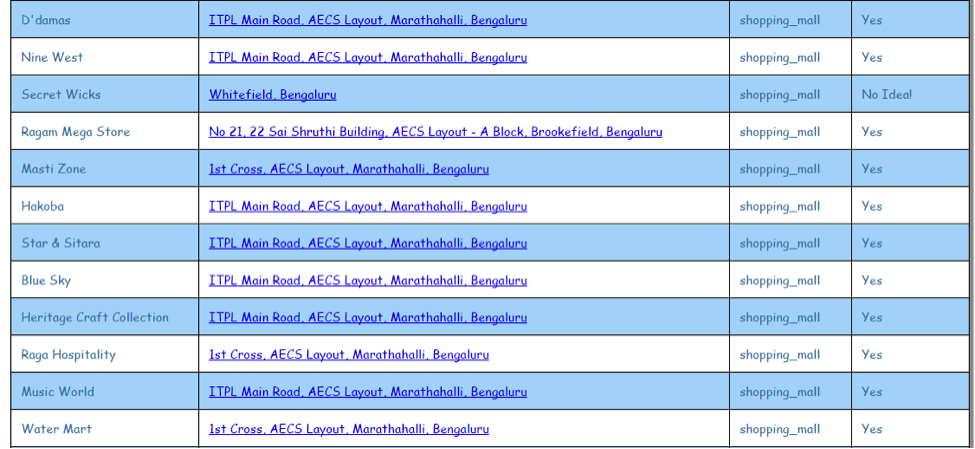 D'damas ITPL Main Road, AECS Layout, Marathahalli, Bengaluru shopping_mall Yes
Nine West ITPL Main Road, AECS Layout, Marathahalli, Bengaluru shopping_mall Yes
Secret Wicks Whitefield, Bengaluru shopping_mall No Idea!
Ragam Mega Store No 21, 22 Sai Shruthi Building, AECS Layout - A Block, Brookefield, Bengaluru shopping_mall Yes
Masti Zone 1st Cross, AECS Layout, Marathahalli, Bengaluru shopping_mall Yes
Hakoba ITPL Main Road, AECS Layout, Marathahalli, Bengaluru shopping_mall Yes
Star & Sitara ITPL Main Road, AECS Layout, Marathahalli, Bengaluru shopping_mall Yes
Blue Sky ITPL Main Road, AECS Layout, Marathahalli, Bengaluru shopping_mall Yes
Heritage Craft Collection ITPL Main Road, AECS Layout, Marathahalli, Bengaluru shopping_mall Yes
Raga Hospitality 1st Cross, AECS Layout, Marathahalli, Bengaluru shopping_mall Yes
Music World ITPL Main Road, AECS Layout, Marathahalli, Bengaluru shopping_mall Yes
Water Mart 1st Cross, AECS Layout, Marathahalli, Bengaluru shopping_mall Yes